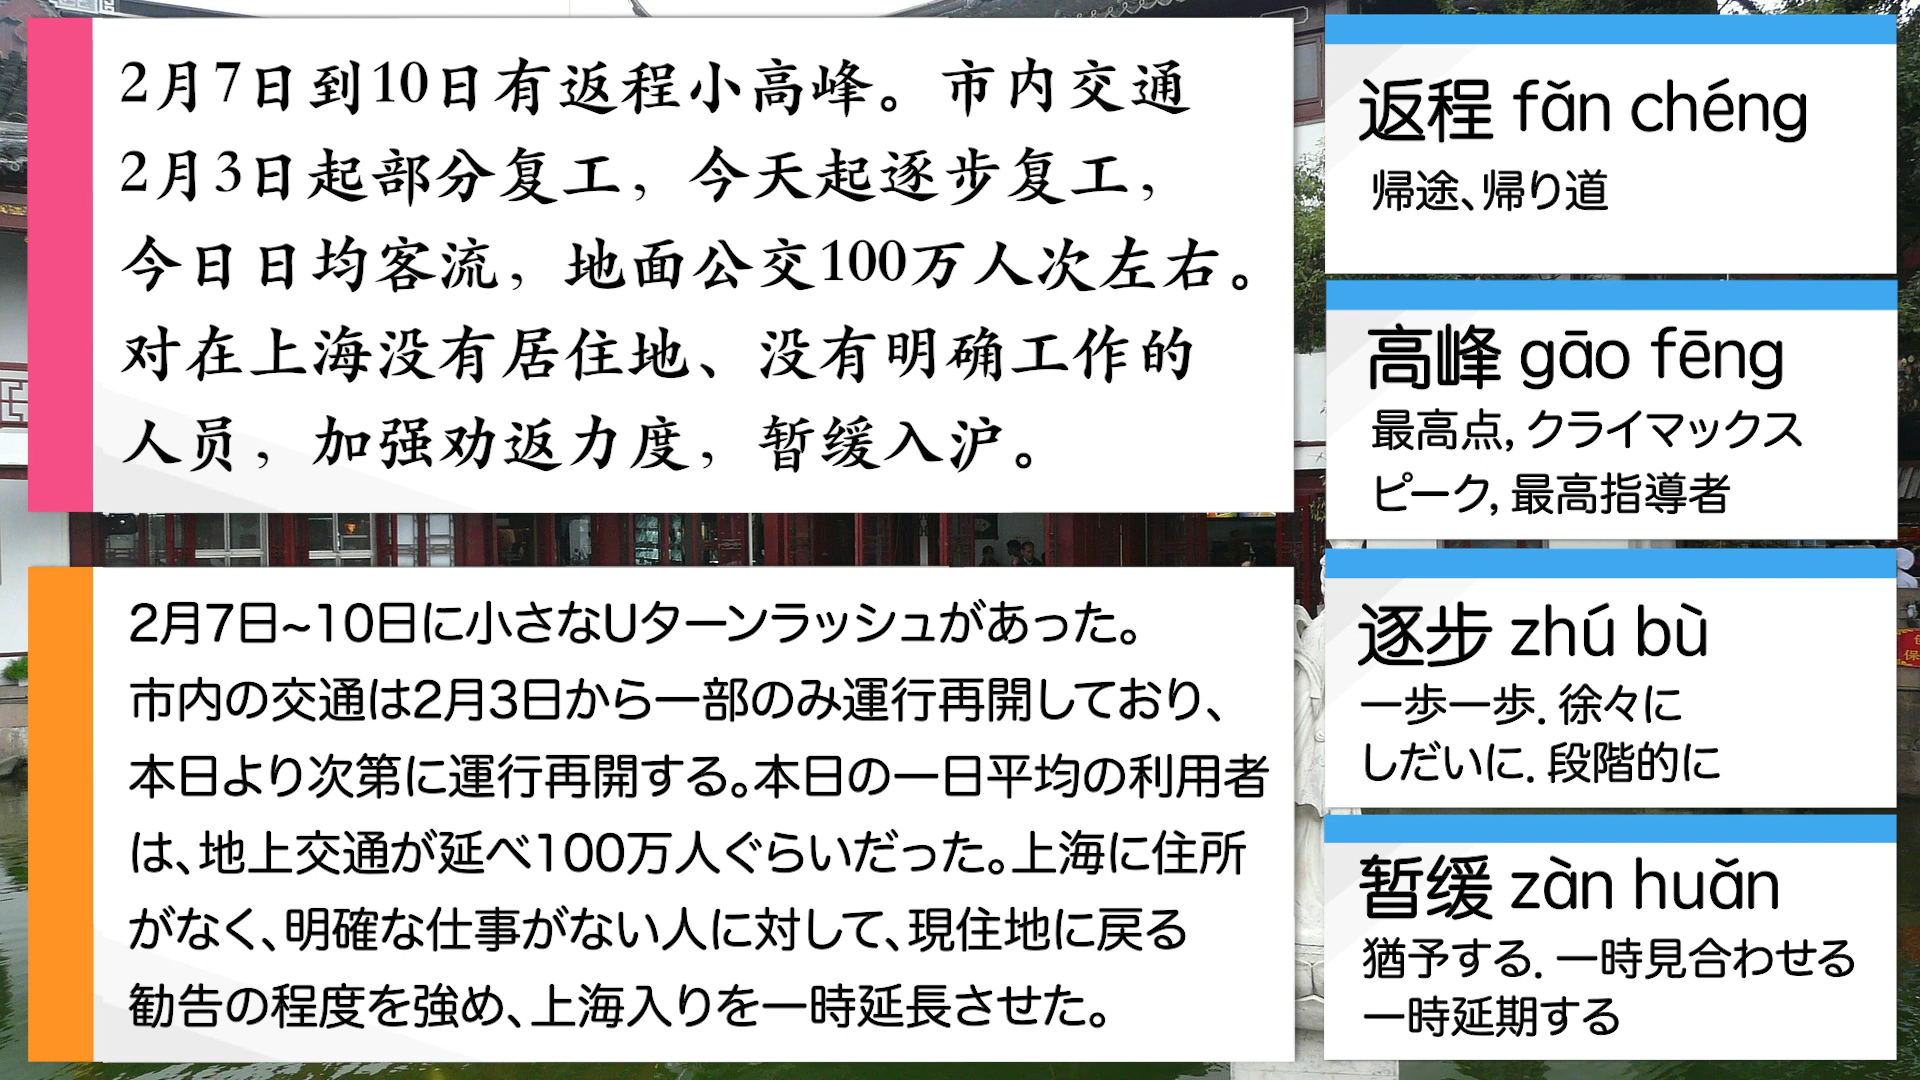 2月7日到10日有返程小高峰。市内交通
2月3日起部分复工，今天起逐步复工，
今日日均客流，地面公交100万人次左右。
对在上海没有居住地、没有明确工作的
人员，加强劝返力度，暂缓入沪。
2月7日~10日に小さなUターンラッシュがあった。
市内の交通は2月3日から一部のみ運行再開しており、
本日より次第に運行再開する。本日の一日平均の利用者
は、地上交通が延べ100万人ぐらいだった。上海に住所
がなく、明確な仕事がない人に対して、現住地に戻る
勧告の程度を強め、上海入りを一時延長させた。
返程 fǎn chéng
帰途、帰り道
高峰 gāo fēng
最高点, クライマックス
ピーク, 最高指導者
逐步 zhú bù
一歩一歩. 徐々に
しだいに. 段階的に
暂缓 zàn huǎn
猶予する. 一時見合わせる
一時延期する